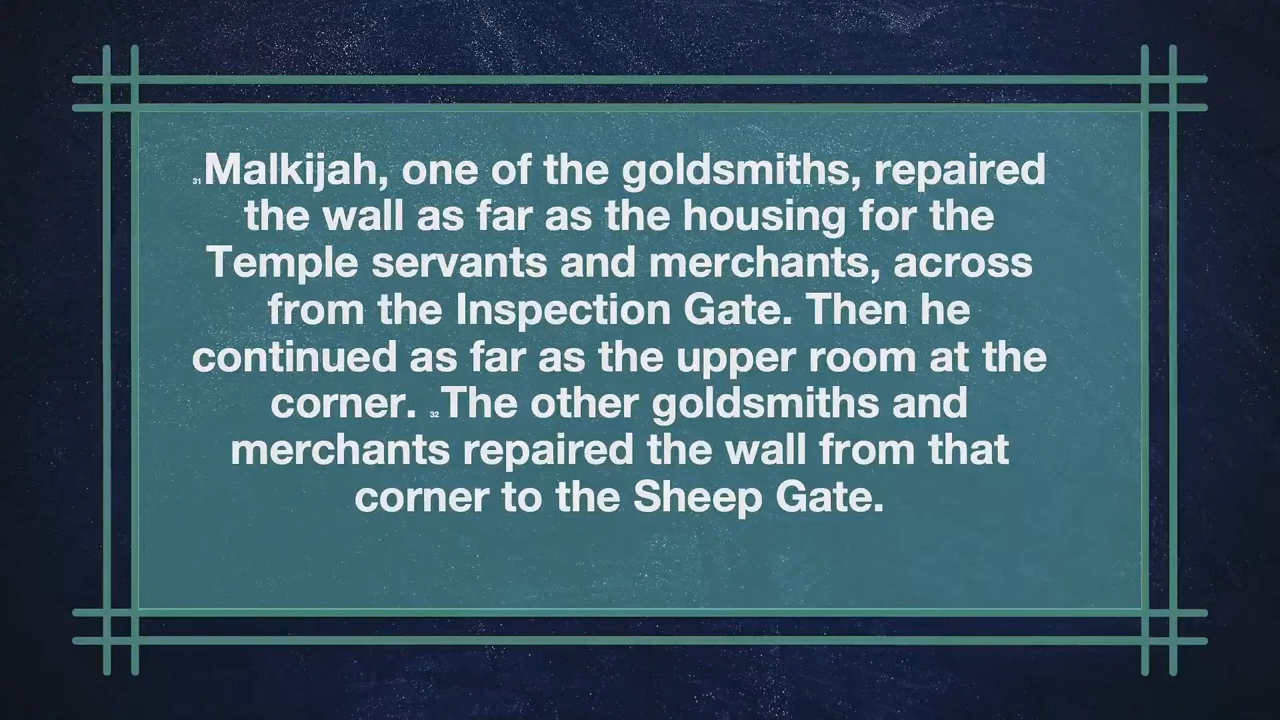 31Malkijah, one of the goldsmiths, repaired
the wall as far as the housing for the
Temple servants and merchants, across
from the Inspection Gate. Then he
continued as far as the upper room at the
corner. 32The other goldsmiths and
merchants repaired the wall from that
corner to the Sheep Gate.